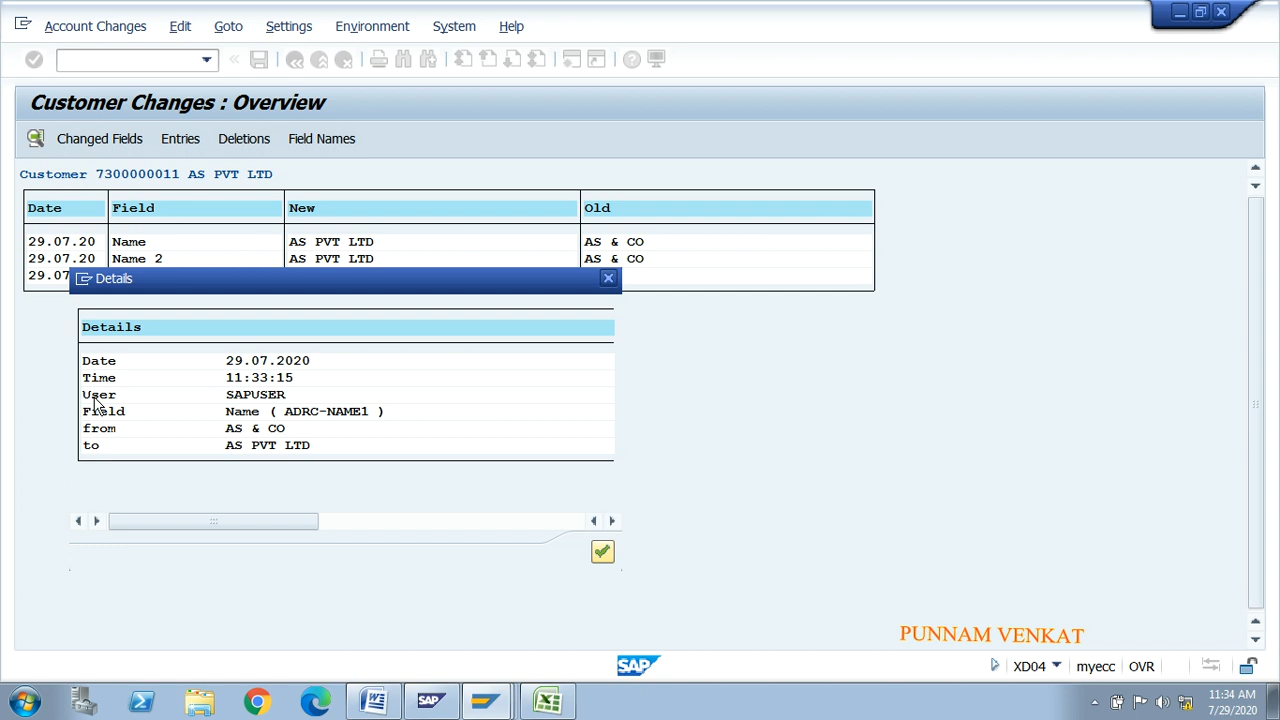 Account Changes Edit Goto Settings Environment System Help
Customer Changes : Overview
Changed Fields Entries Deletions Field Names
Customer 7300000011 AS PVT LTD
Date Field New Old
29.07.20 Name AS PVT LTD AS & CO
29.07.20 Name 2 AS PVT LTD AS & CO
29.07
Details
Details
Date 29.07.2020
Time 11:33:15
User SAPUSER
Field Name ( ADRC-NAME1 )
from AS & CO
to AS PVT LTD
PUNNAM VENKAT
SAP XD04 myecc OVR
SAP 11:34 AM
7/29/2020